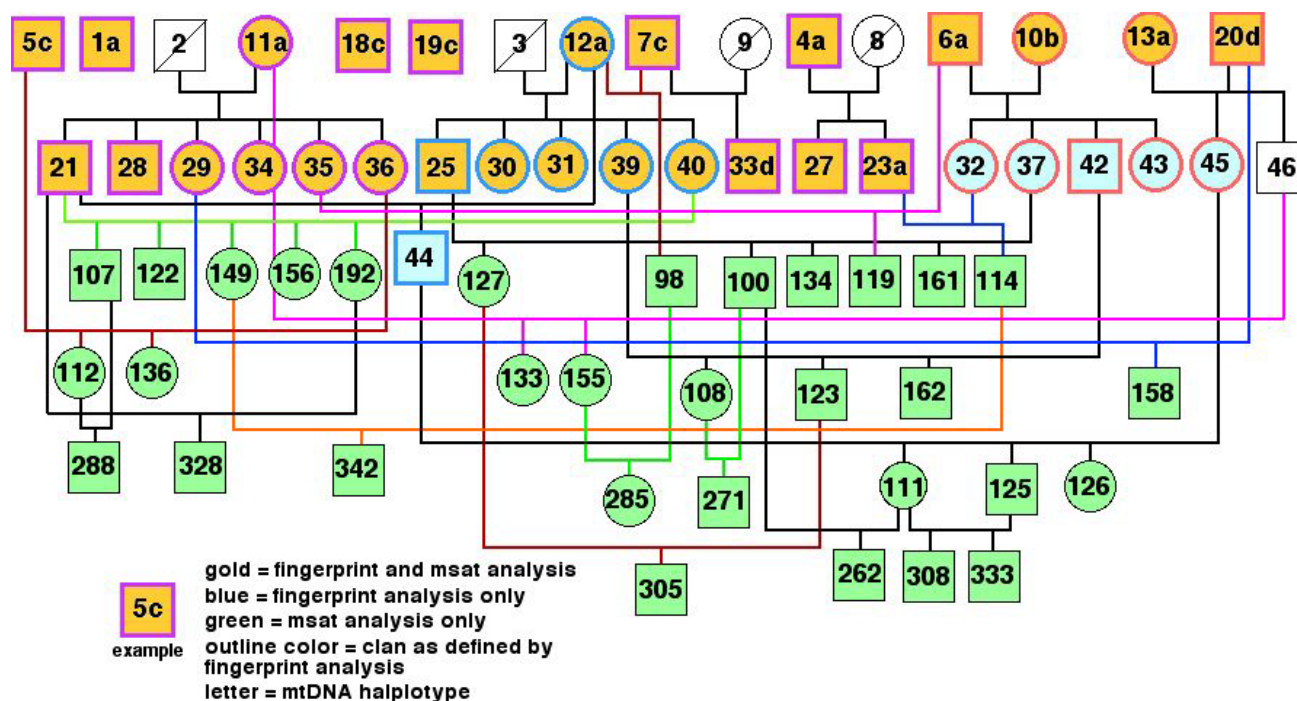 5c 1a 2 11a 18c 19c 3 12a 7c 9 4a 8 6a 10b 13a 20d
21 28 29 34 35 36 25 30 31 39 40 33d 27 23a 32 37 42 43 45 46
107 122 149 156 192 44 127 98 100 134 119 161 114
112 136 133 155 108 123 162 158
288 328 342 285 271 111 125 126
305 262 308 333
gold = fingerprint and msat analysis
blue = fingerprint analysis only
green = msat analysis only
outline color = clan as defined by
fingerprint analysis
letter = mtDNA halplotype
5c
example